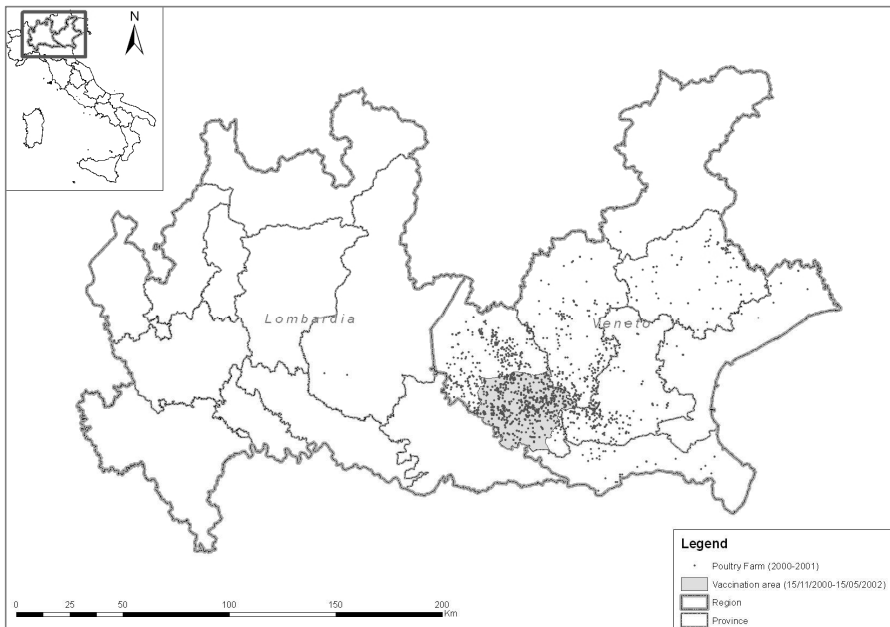 N
Lombardia
Veneto
Legend
Poultry Farm (2000-2001)
Vaccination area (15/11/2000-15/05/2002)
Region
Province
0 25 50 100 150 200
Km